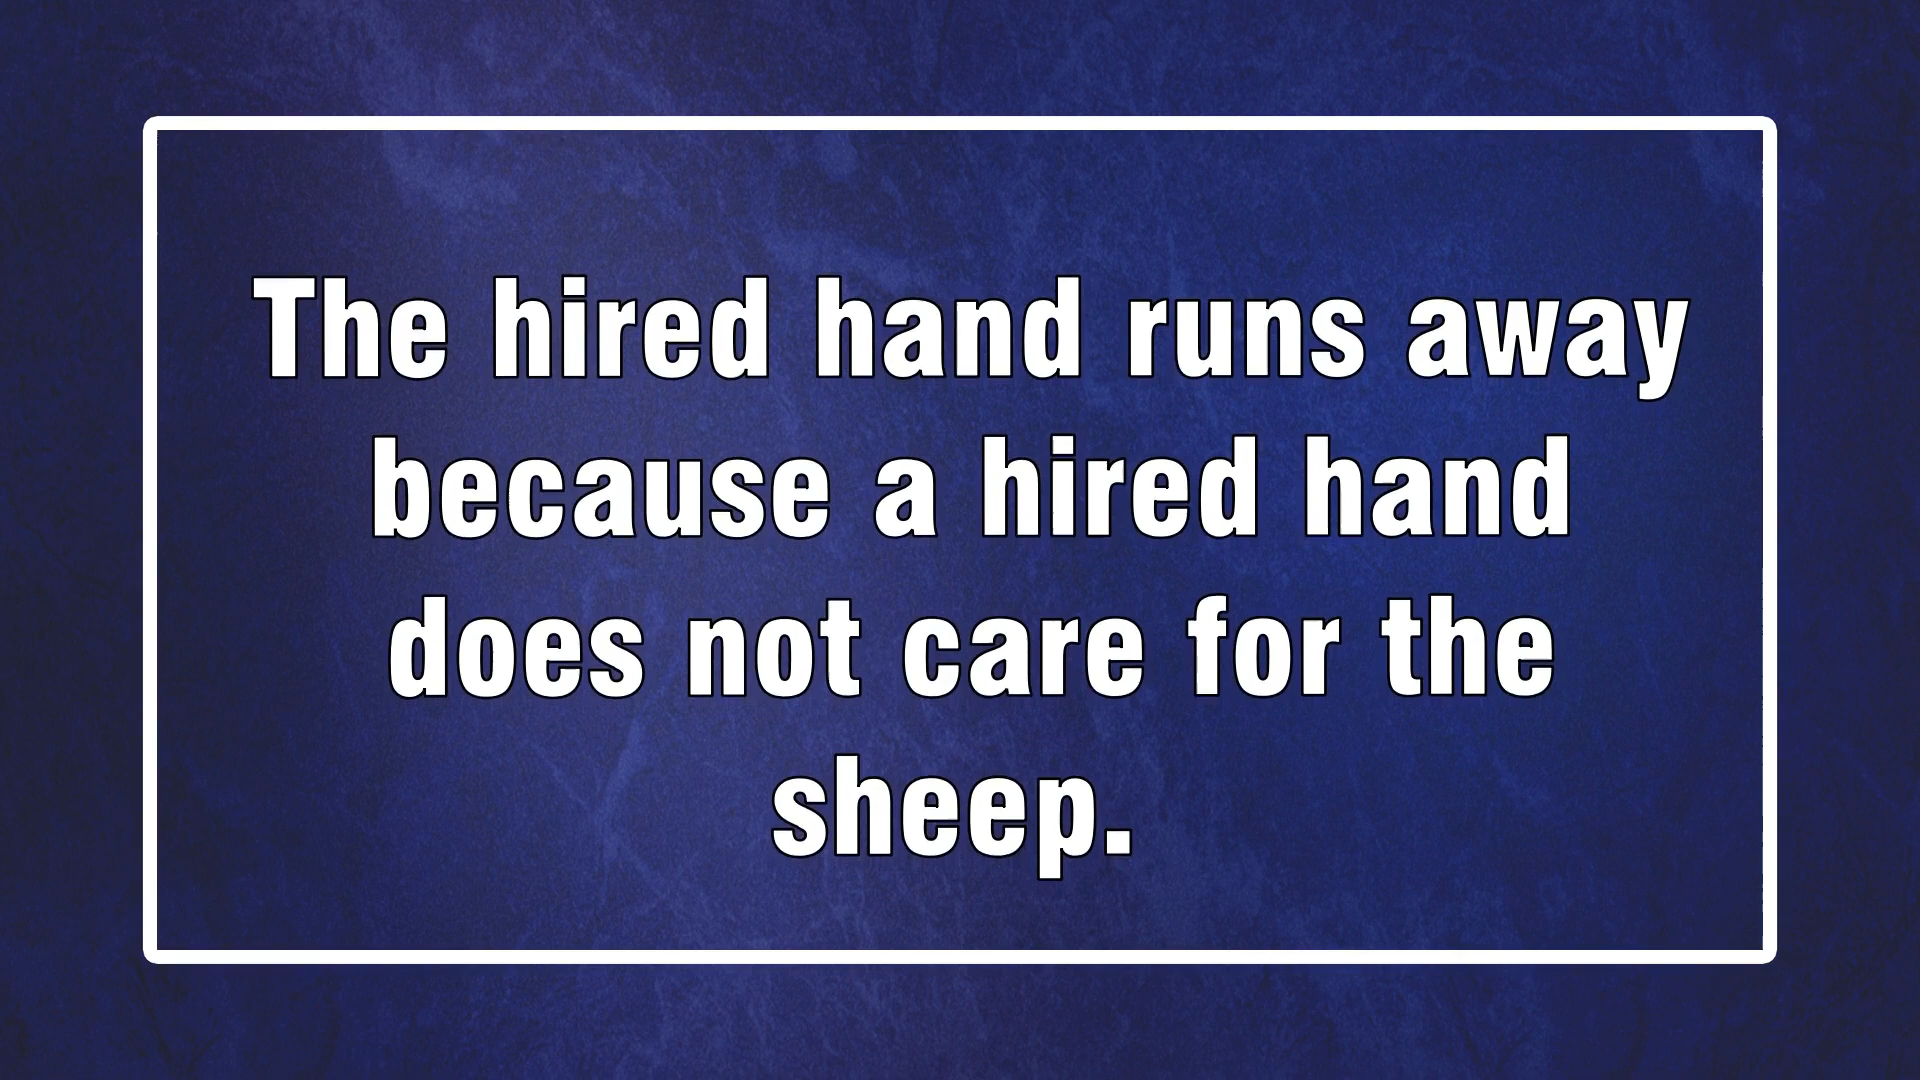 The hired hand runs away
because a hired hand
does not care for the
sheep.